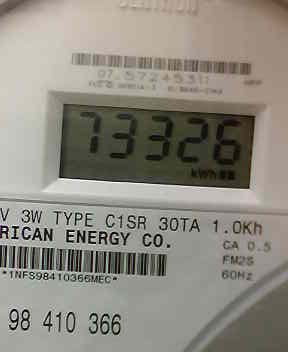 CENTRON
73326
kWh
V 3W TYPE C1SR 30TA 1.0Kh
RICAN ENERGY CO.
CA 0.5
FM2S
60Hz
*1NFS98410366MEC*
98 410 366